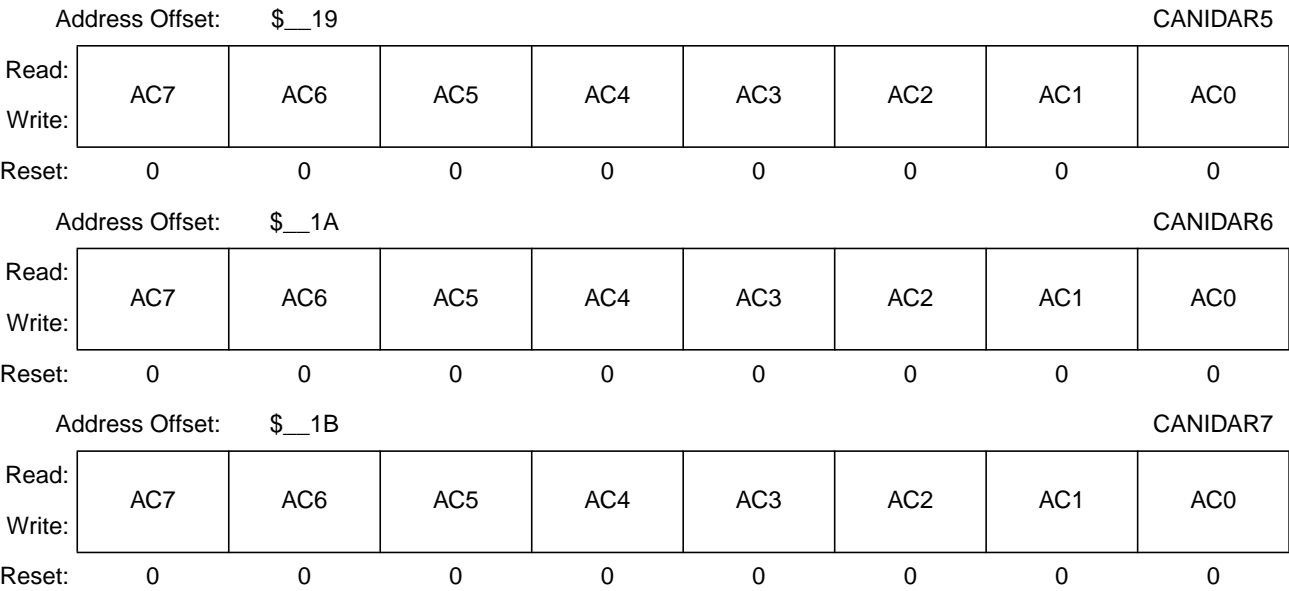 Address Offset: $__19 CANIDAR5
Read:
AC7 AC6 AC5 AC4 AC3 AC2 AC1 AC0
Write:
Reset: 0 0 0 0 0 0 0 0
Address Offset: $__1A CANIDAR6
Read:
AC7 AC6 AC5 AC4 AC3 AC2 AC1 AC0
Write:
Reset: 0 0 0 0 0 0 0 0
Address Offset: $__1B CANIDAR7
Read:
AC7 AC6 AC5 AC4 AC3 AC2 AC1 AC0
Write:
Reset: 0 0 0 0 0 0 0 0